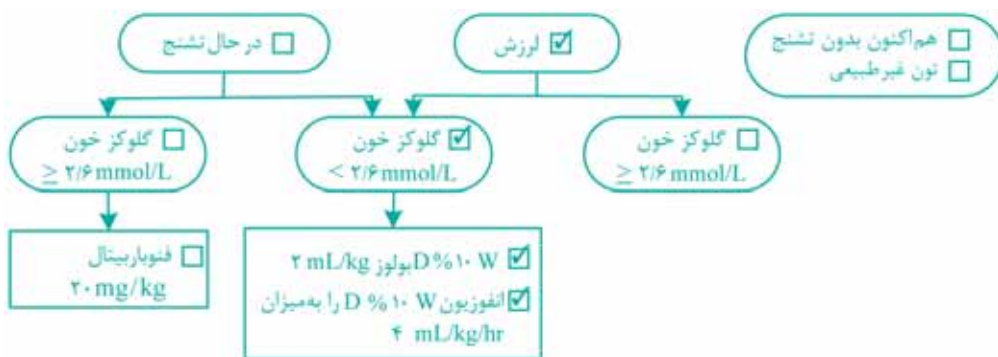 هم‌اکنون بدون تشنج
تون غیرطبیعی
لرزش
در حال تشنج
گلوکز خون
≥ ۲/۶ mmol/L
گلوکز خون
< ۲/۶ mmol/L
گلوکز خون
≥ ۲/۶ mmol/L
D%۱۰ W بولوز ۲ mL/kg
انفوزیون D %۱۰ W را به‌میزان
۴ mL/kg/hr
فنوباربیتال
۲۰ mg/kg